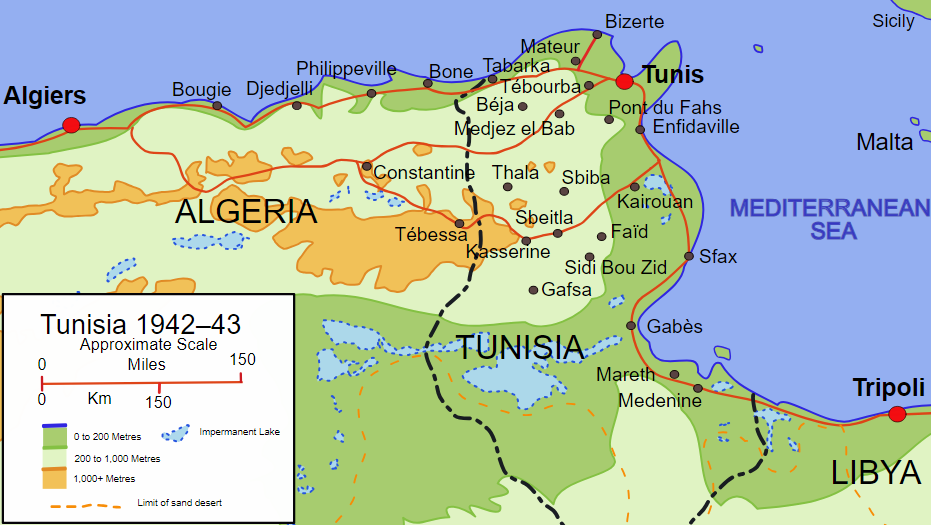 Bizerte
Sicily
Mateur
Philippeville
Bone
Tabarka
Tunis
Bougie
Djedjelli
Tébourba
Algiers
Béja
Pont du Fahs
Medjez el Bab
Enfidaville
Malta
Constantine
Thala
Sbiba
Kairouan
ALGERIA
MEDITERRANEAN
SEA
Sbeitla
Tébessa
Faïd
Kasserine
Sfax
Sidi Bou Zid
Gafsa
Gabès
TUNISIA
Mareth
Medenine
Tripoli
LIBYA
Tunisia 1942–43
Approximate Scale
0 Miles 150
0 Km 150
0 to 200 Metres
Impermanent Lake
200 to 1,000 Metres
1,000+ Metres
Limit of sand desert